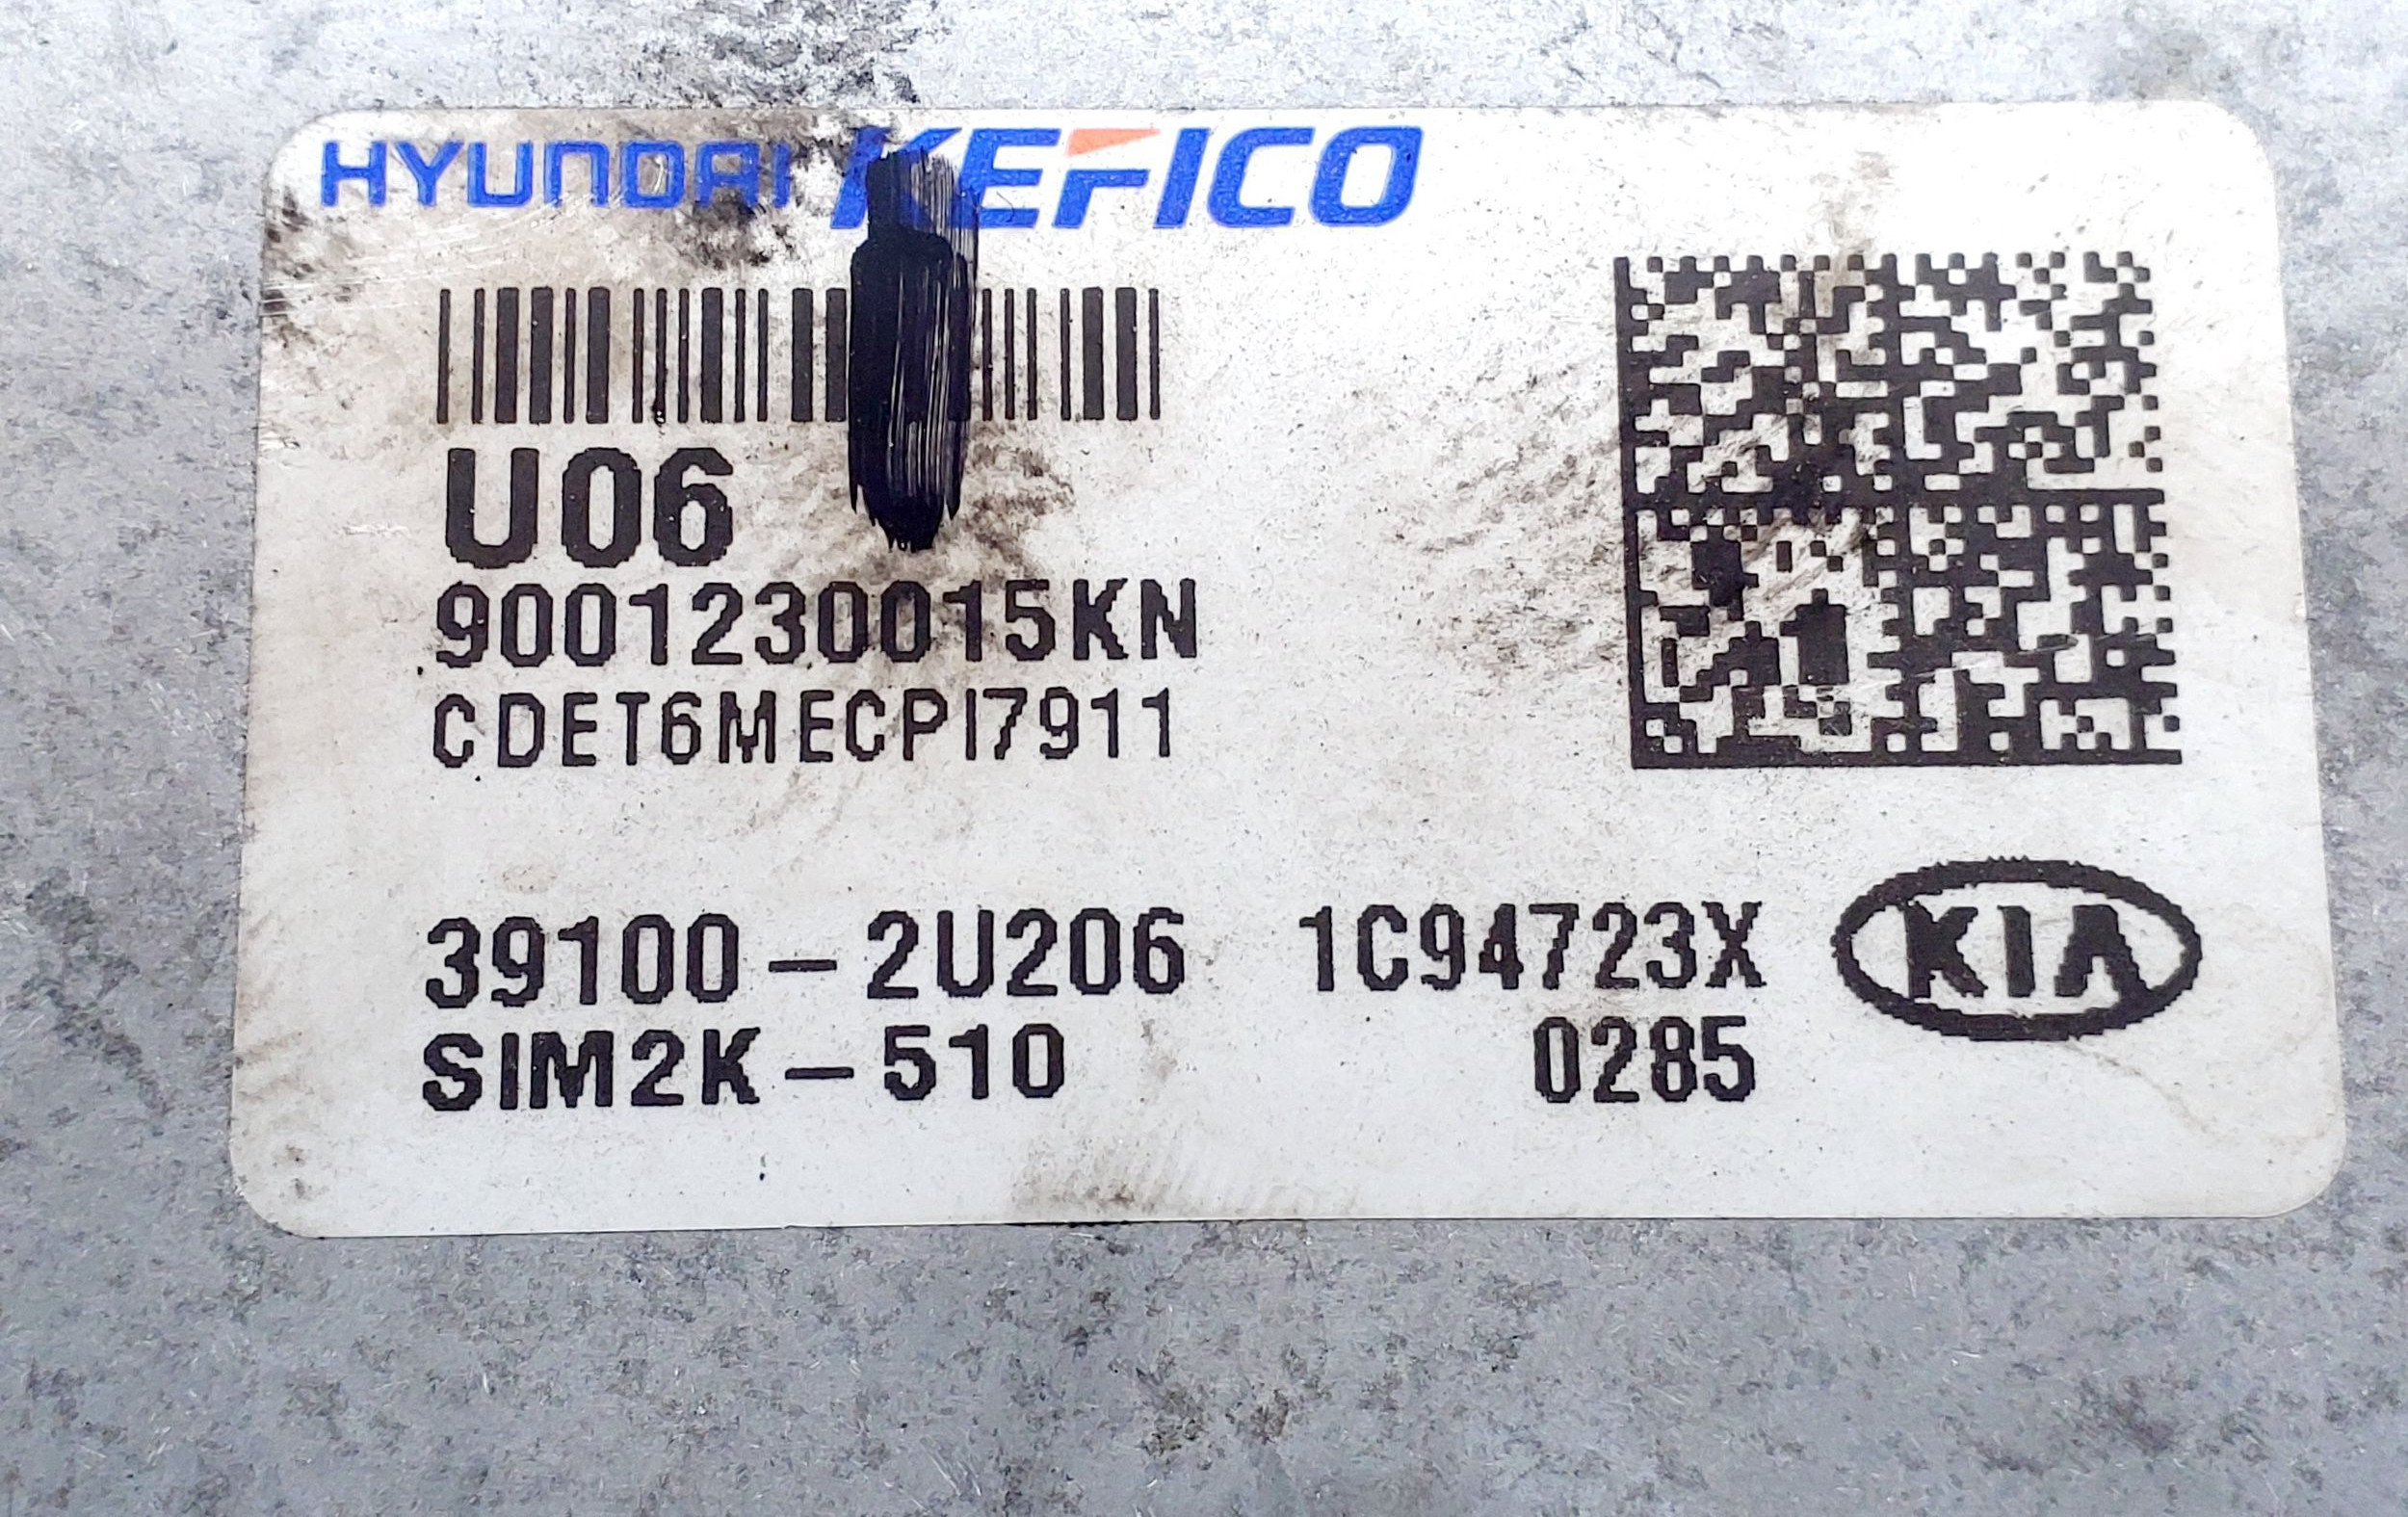 HYUNDAI KEFICO
U06
9001230015KN
CDET6MECPI7911
39100-2U206 1C94723X KIA
SIM2K-510 0285